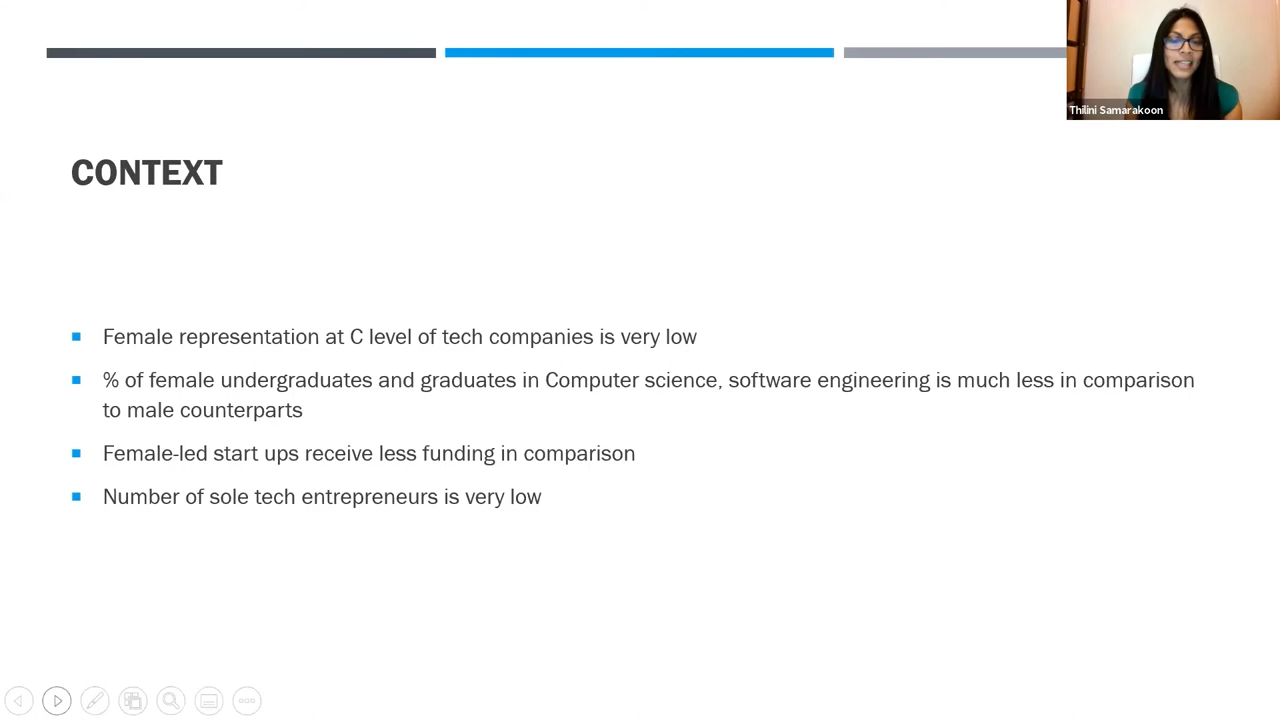 Thilini Samarakoon
CONTEXT
Female representation at C level of tech companies is very low
% of female undergraduates and graduates in Computer science, software engineering is much less in comparison
to male counterparts
Female-led start ups receive less funding in comparison
Number of sole tech entrepreneurs is very low